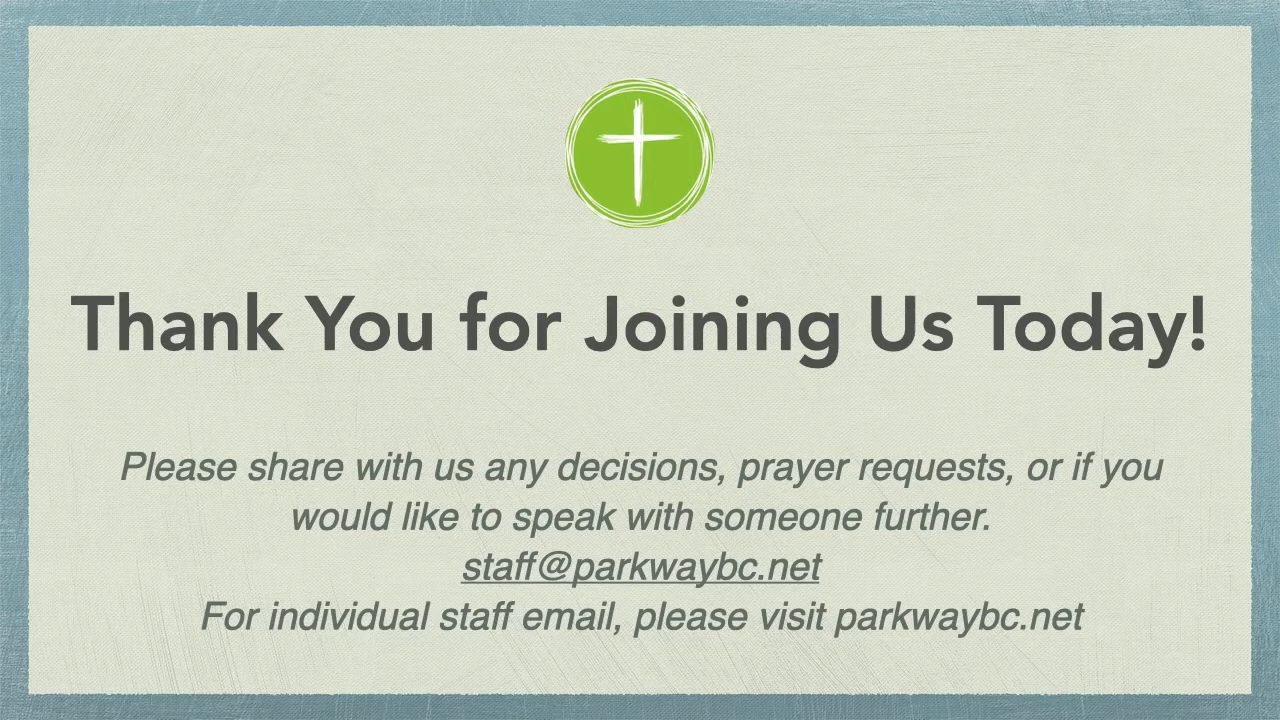 Thank You for Joining Us Today!
Please share with us any decisions, prayer requests, or if you
would like to speak with someone further.
staff@parkwaybc.net
For individual staff email, please visit parkwaybc.net